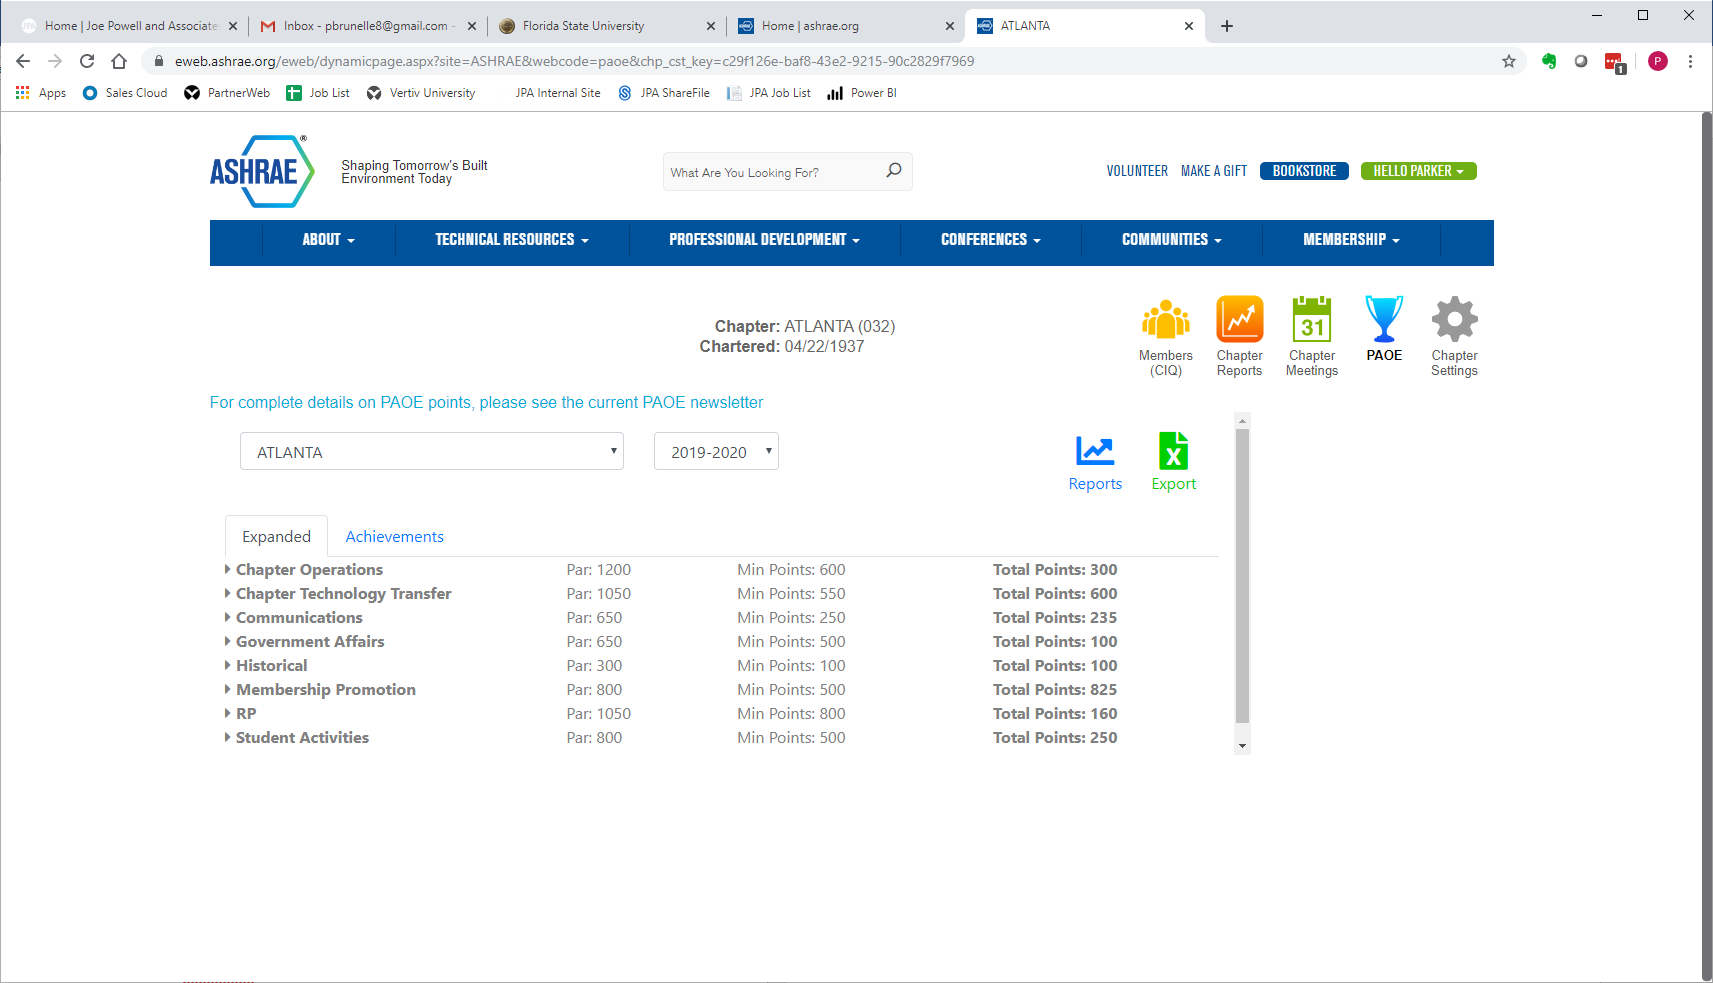 Home | Joe Powell and Associate
Inbox - pbrunelle8@gmail.com -
Florida State University
Home | ashrae.org
ATLANTA
eweb.ashrae.org/eweb/dynamicpage.aspx?site=ASHRAE&webcode=paoe&chp_cst_key=c29f126e-baf8-43e2-9215-90c2829f7969
1
P
Apps
Sales Cloud
PartnerWeb
Job List
Vertiv University
JPA Internal Site
JPA ShareFile
JPA Job List
Power BI
ASHRAE®
Shaping Tomorrow's Built
Environment Today
What Are You Looking For?
VOLUNTEER
MAKE A GIFT
BOOKSTORE
HELLO PARKER
ABOUT
TECHNICAL RESOURCES
PROFESSIONAL DEVELOPMENT
CONFERENCES
COMMUNITIES
MEMBERSHIP
Chapter: ATLANTA (032)
Chartered: 04/22/1937
Members
(CIQ)
Chapter
Reports
31
Chapter
Meetings
PAOE
Chapter
Settings
For complete details on PAOE points, please see the current PAOE newsletter
ATLANTA
2019-2020
Reports
X
Export
Expanded
Achievements
Chapter Operations Par: 1200 Min Points: 600 Total Points: 300
Chapter Technology Transfer Par: 1050 Min Points: 550 Total Points: 600
Communications Par: 650 Min Points: 250 Total Points: 235
Government Affairs Par: 650 Min Points: 500 Total Points: 100
Historical Par: 300 Min Points: 100 Total Points: 100
Membership Promotion Par: 800 Min Points: 500 Total Points: 825
RP Par: 1050 Min Points: 800 Total Points: 160
Student Activities Par: 800 Min Points: 500 Total Points: 250